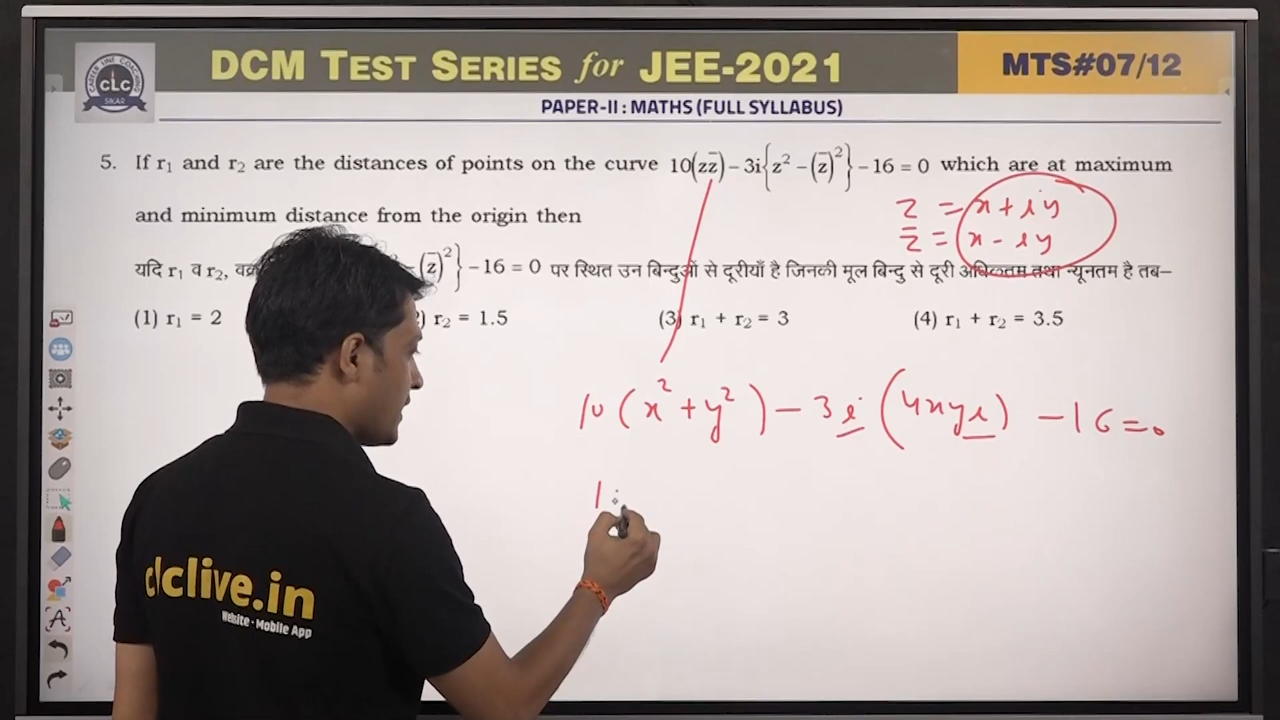 CAREER LINE COACHING
CLC
SIKAR
DCM TEST SERIES for JEE-2021
MTS#07/12
PAPER-II : MATHS (FULL SYLLABUS)
5. If r₁ and r₂ are the distances of points on the curve 10(zz̄) – 3i{z² – (z̄)²} – 16 = 0 which are at maximum
z = x + iy
and minimum distance from the origin then
z̄ = x - iy
यदि r₁ व r₂, (z̄)²} – 16 = 0 पर स्थित उन बिन्दुओं से दूरीयाँ है जिनकी मूल बिन्दु से दूरी अधिकतम तथा न्यूनतम है तब–
(1) r₁ = 2 ) r₂ = 1.5 (3) r₁ + r₂ = 3 (4) r₁ + r₂ = 3.5
10 (x² + y²) – 3i (4xyi) – 16 = 0
clclive.in
Website · Mobile App